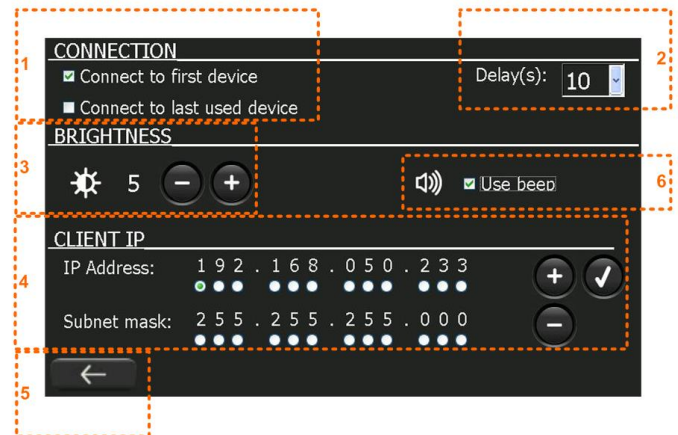 CONNECTION
1
Connect to first device
Delay(s): 10
2
Connect to last used device
BRIGHTNESS
3
5 - +
Use beep
6
CLIENT IP
4
IP Address: 192.168.050.233
+
Subnet mask: 255.255.255.000
-
5